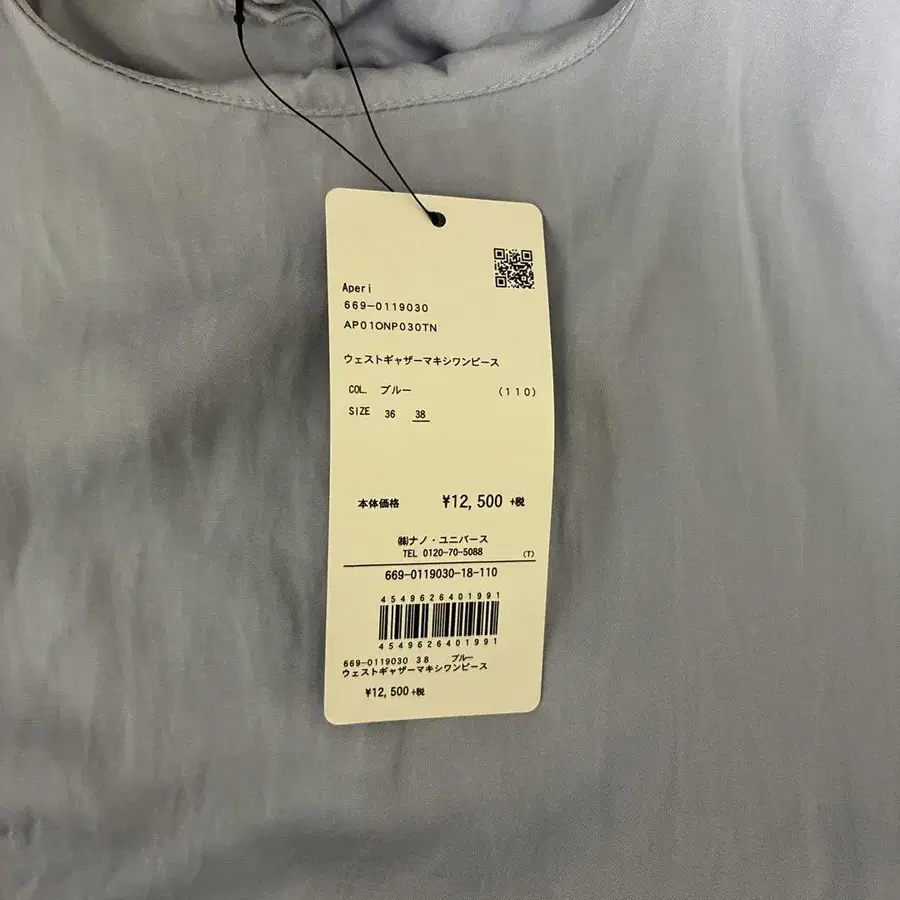 Aperi
669-0119030
AP01ONP030TN
ウェストギャザーマキシワンピース
COL. ブルー (110)
SIZE 36 38
本体価格 ¥12,500 +税
㈱ナノ・ユニバース
TEL 0120-70-5088 (T)
669-0119030-18-110
4549626401991
4549626401991
669-0119030 38 ブルー
ウェストギャザーマキシワンピース
¥12,500+税